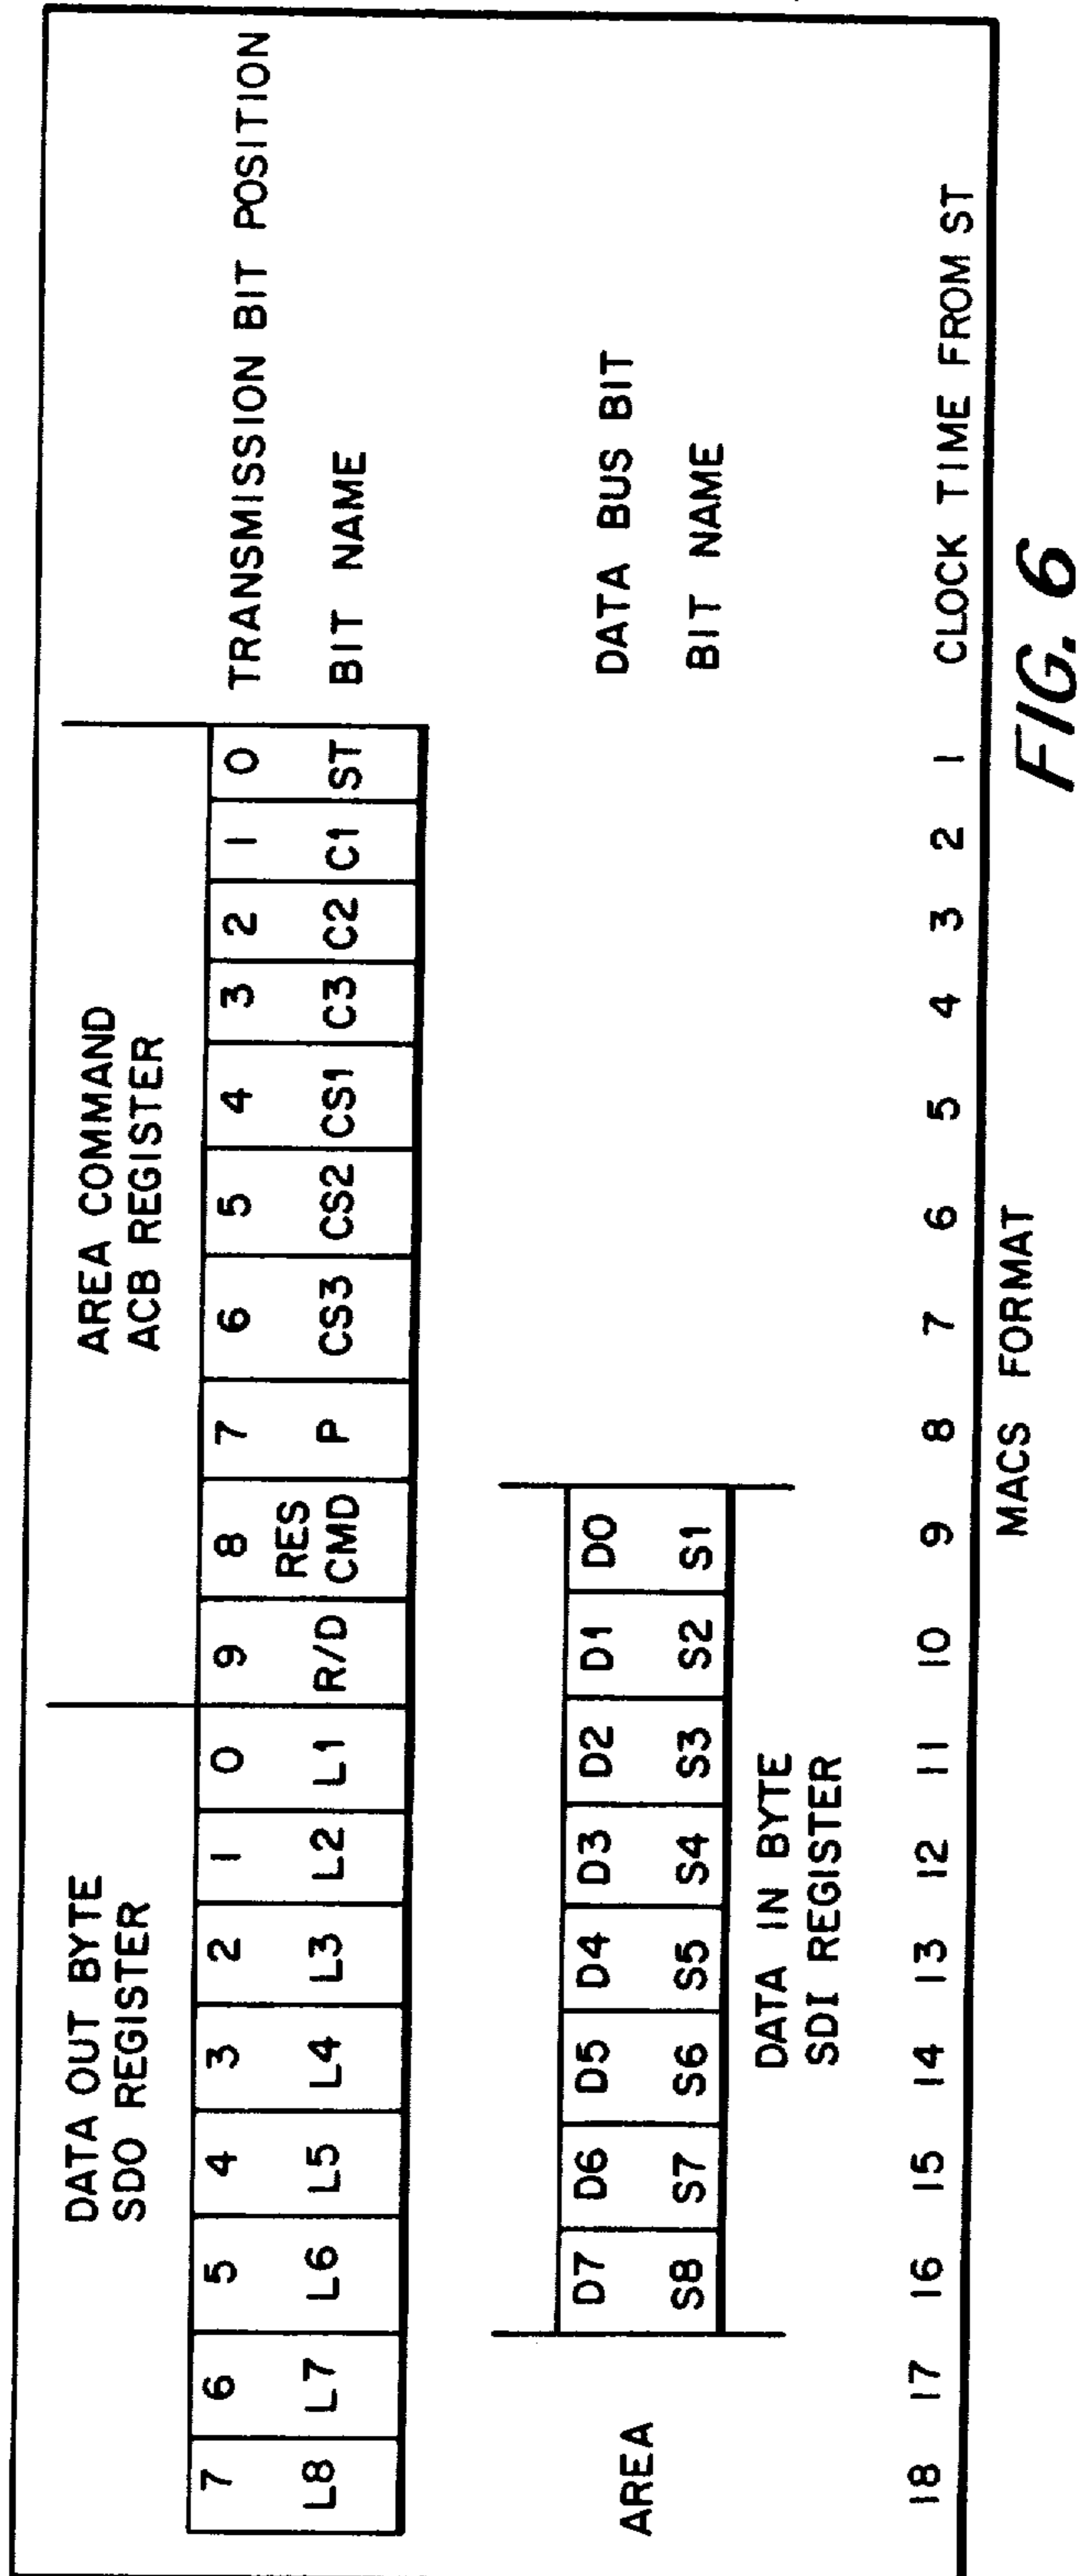 DATA OUT BYTE
SDO REGISTER
AREA COMMAND
ACB REGISTER
7 6 5 4 3 2 1 0 9 8 7 6 5 4 3 2 1 0 TRANSMISSION BIT POSITION
L8 L7 L6 L5 L4 L3 L2 L1 R/D RES CMD P CS3 CS2 CS1 C3 C2 C1 ST BIT NAME
AREA
D7 D6 D5 D4 D3 D2 D1 D0 DATA BUS BIT
S8 S7 S6 S5 S4 S3 S2 S1 BIT NAME
DATA IN BYTE
SDI REGISTER
18 17 16 15 14 13 12 11 10 9 8 7 6 5 4 3 2 1 CLOCK TIME FROM ST
MACS FORMAT
FIG. 6